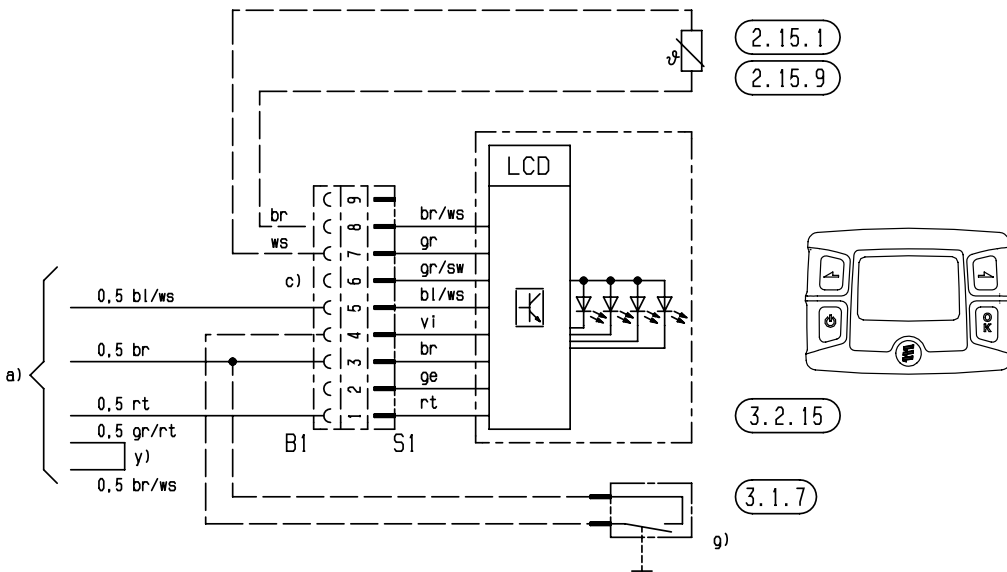 2.15.1
ϑ
2.15.9
LCD
9
br 8 br/ws
ws 7 gr
c) 6 gr/sw
0,5 bl/ws 5 bl/ws
4 vi
0,5 br 3 br
a)
2 ge
0,5 rt 1 rt
0,5 gr/rt
B1 S1
y)
0,5 br/ws
OK
3.2.15
3.1.7
g)